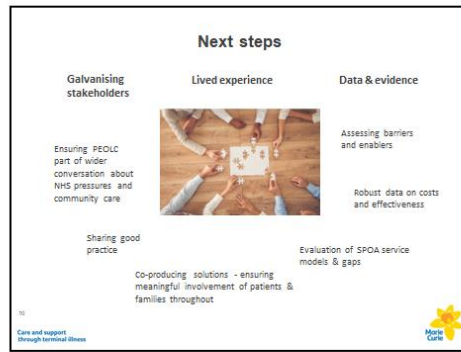 Next steps
Galvanising
stakeholders
Lived experience
Data & evidence
Ensuring PEOLC
part of wider
conversation about
NHS pressures and
community care
Assessing barriers
and enablers
Robust data on costs
and effectiveness
Sharing good
practice
Evaluation of SPOA service
models & gaps
Co-producing solutions - ensuring
meaningful involvement of patients &
families throughout
Care and support
through terminal illness
Marie
Curie